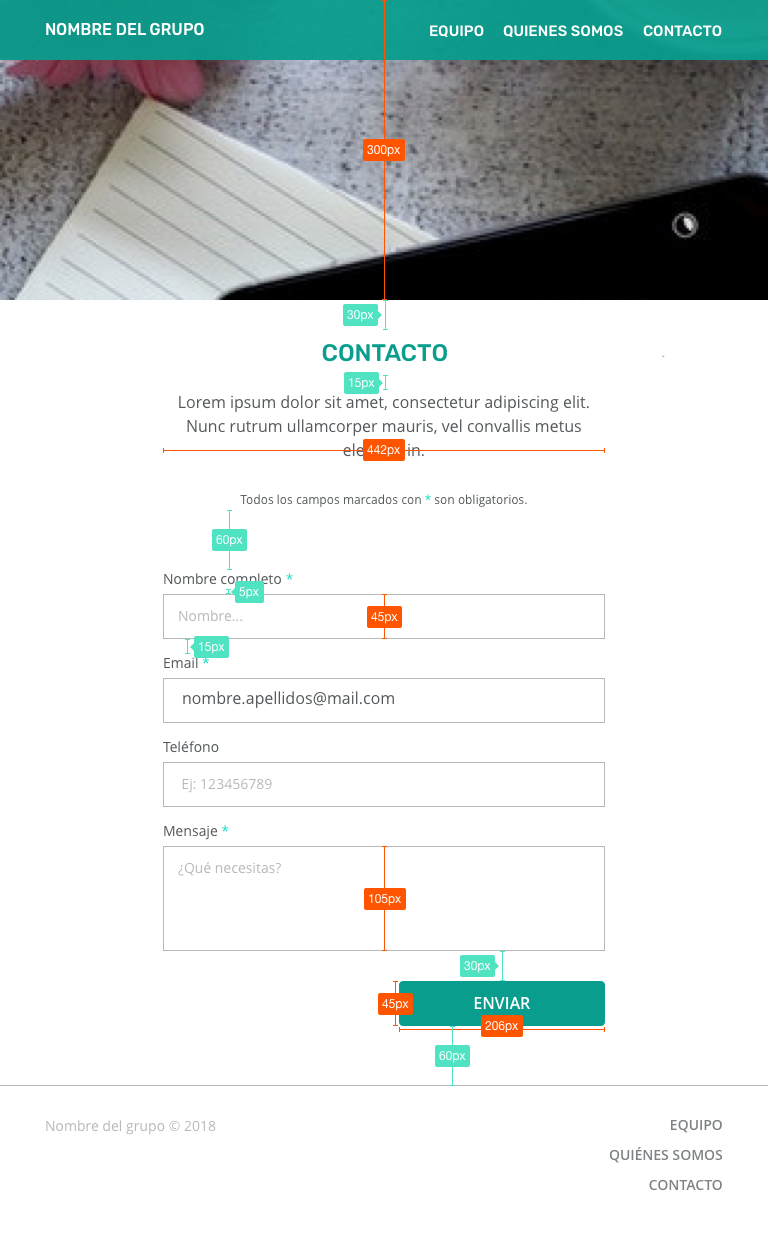 NOMBRE DEL GRUPO
EQUIPO QUIENES SOMOS CONTACTO
300px
30px
CONTACTO
15px
Lorem ipsum dolor sit amet, consectetur adipiscing elit.
Nunc rutrum ullamcorper mauris, vel convallis metus
in.
442px
Todos los campos marcados con * son obligatorios.
60px
Nombre completo *
5px
Nombre...
45px
15px
Email *
nombre.apellidos@mail.com
Teléfono
Ej: 123456789
Mensaje *
¿Qué necesitas?
105px
30px
ENVIAR
45px
206px
60px
Nombre del grupo © 2018
EQUIPO
QUIÉNES SOMOS
CONTACTO